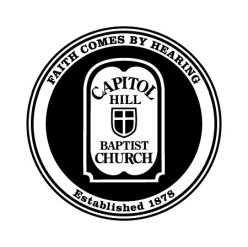 FAITH COMES BY HEARING
CAPITOL
HILL
BAPTIST
CHURCH
Established 1878